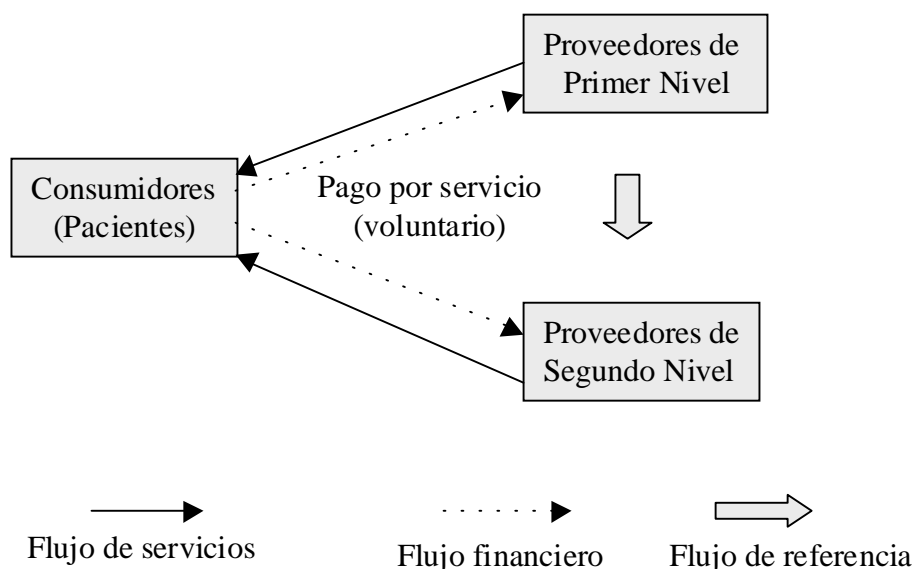 Proveedores de
Primer Nivel
Consumidores
(Pacientes)
Pago por servicio
(voluntario)
Proveedores de
Segundo Nivel
Flujo de servicios
Flujo financiero
Flujo de referencia